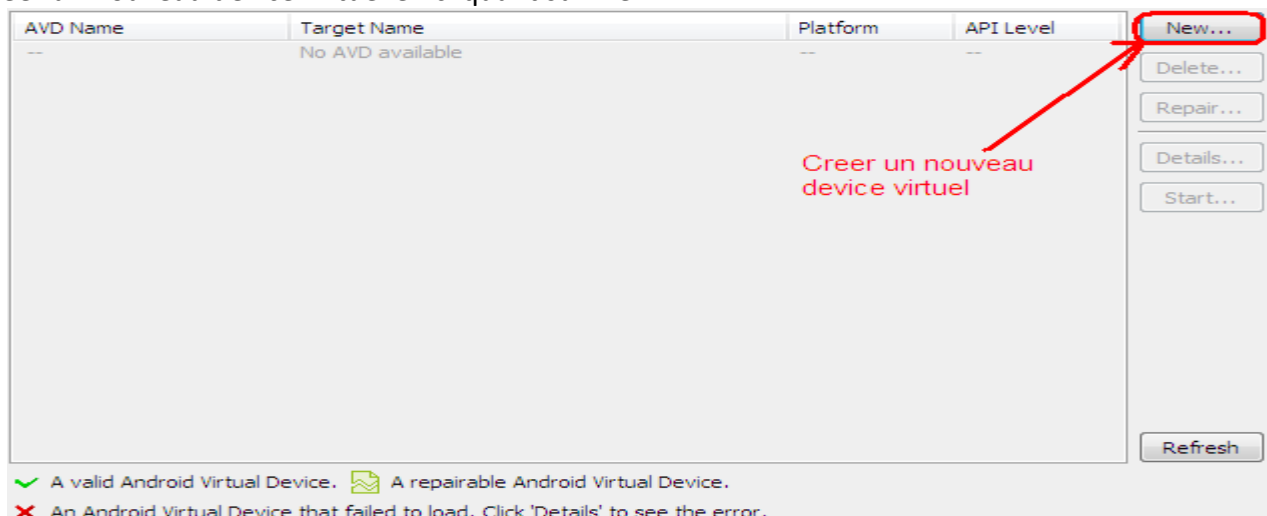 AVD Name Target Name Platform API Level New...
-- No AVD available -- --
Delete...
Repair...
Creer un nouveau
device virtuel
Details...
Start...
Refresh
A valid Android Virtual Device. A repairable Android Virtual Device.
An Android Virtual Device that failed to load. Click 'Details' to see the error.